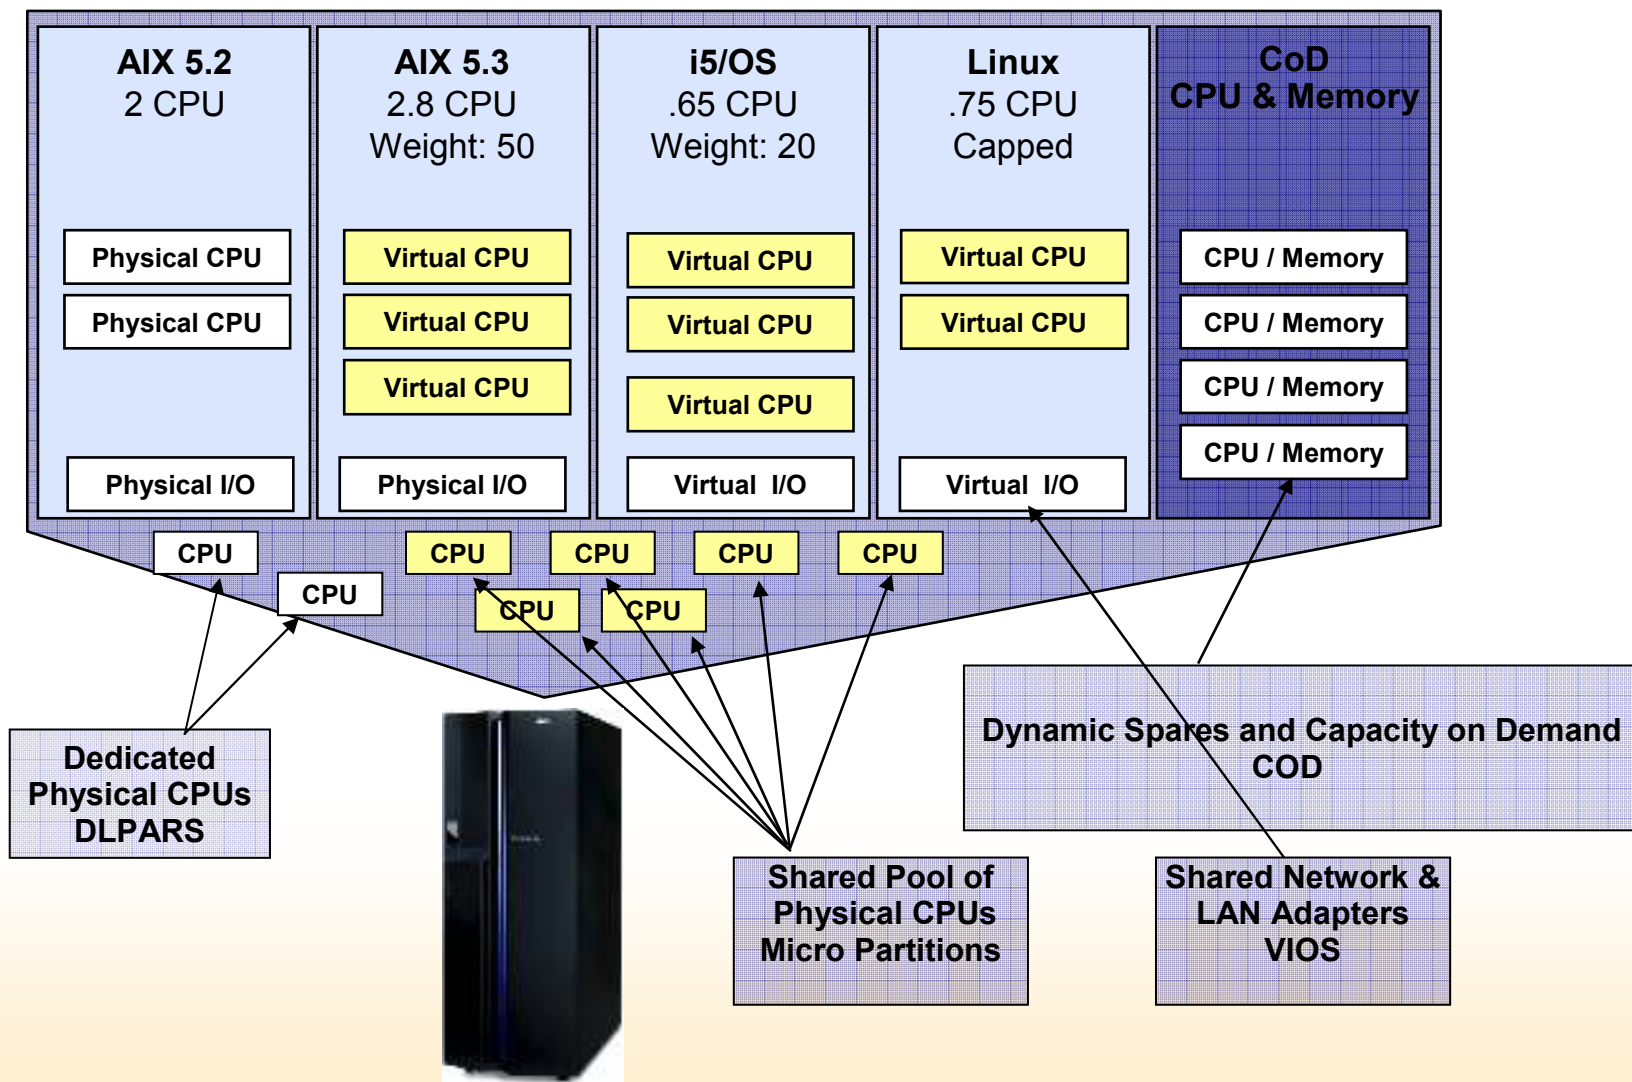 AIX 5.2
2 CPU
Physical CPU
Physical CPU
Physical I/O
AIX 5.3
2.8 CPU
Weight: 50
Virtual CPU
Virtual CPU
Virtual CPU
Physical I/O
i5/OS
.65 CPU
Weight: 20
Virtual CPU
Virtual CPU
Virtual CPU
Virtual I/O
Linux
.75 CPU
Capped
Virtual CPU
Virtual CPU
Virtual I/O
CoD
CPU & Memory
CPU / Memory
CPU / Memory
CPU / Memory
CPU / Memory
CPU
CPU
CPU
CPU
CPU
CPU
CPU
CPU
Dedicated
Physical CPUs
DLPARS
Shared Pool of
Physical CPUs
Micro Partitions
Dynamic Spares and Capacity on Demand
COD
Shared Network &
LAN Adapters
VIOS